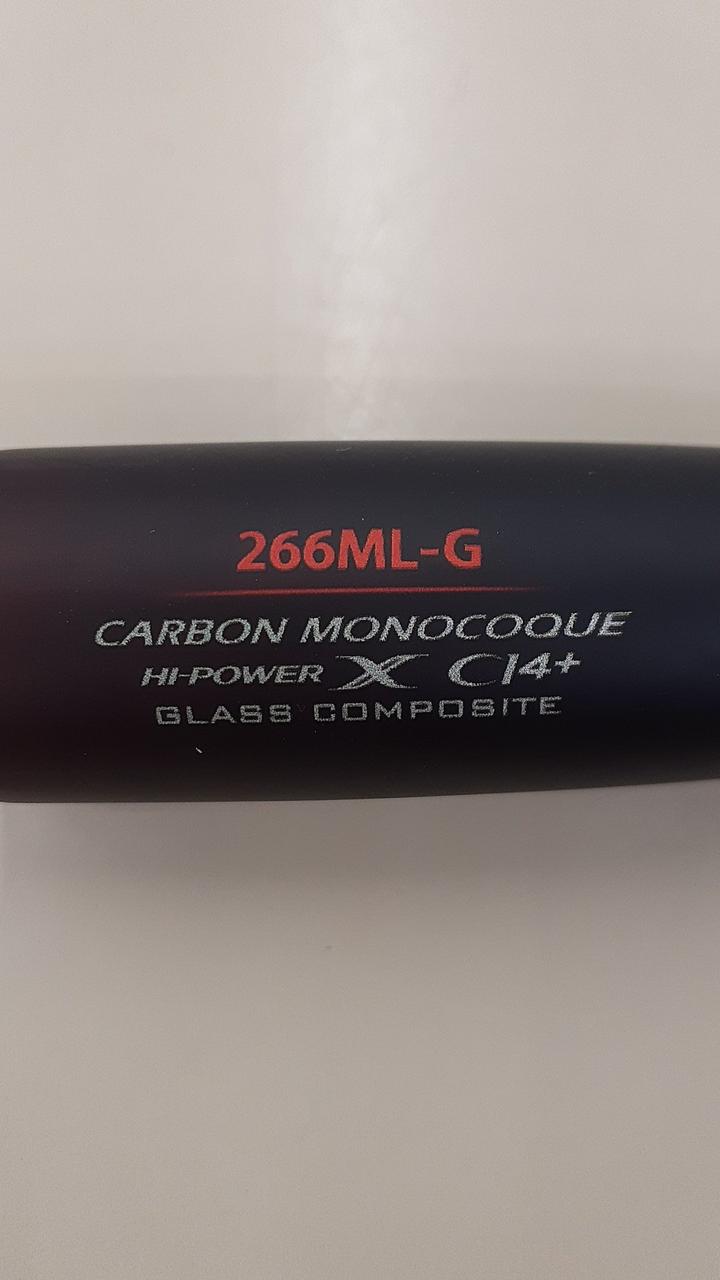 266ML-G
CARBON MONOCOQUE
HI-POWER X CI4+
GLASS COMPOSITE